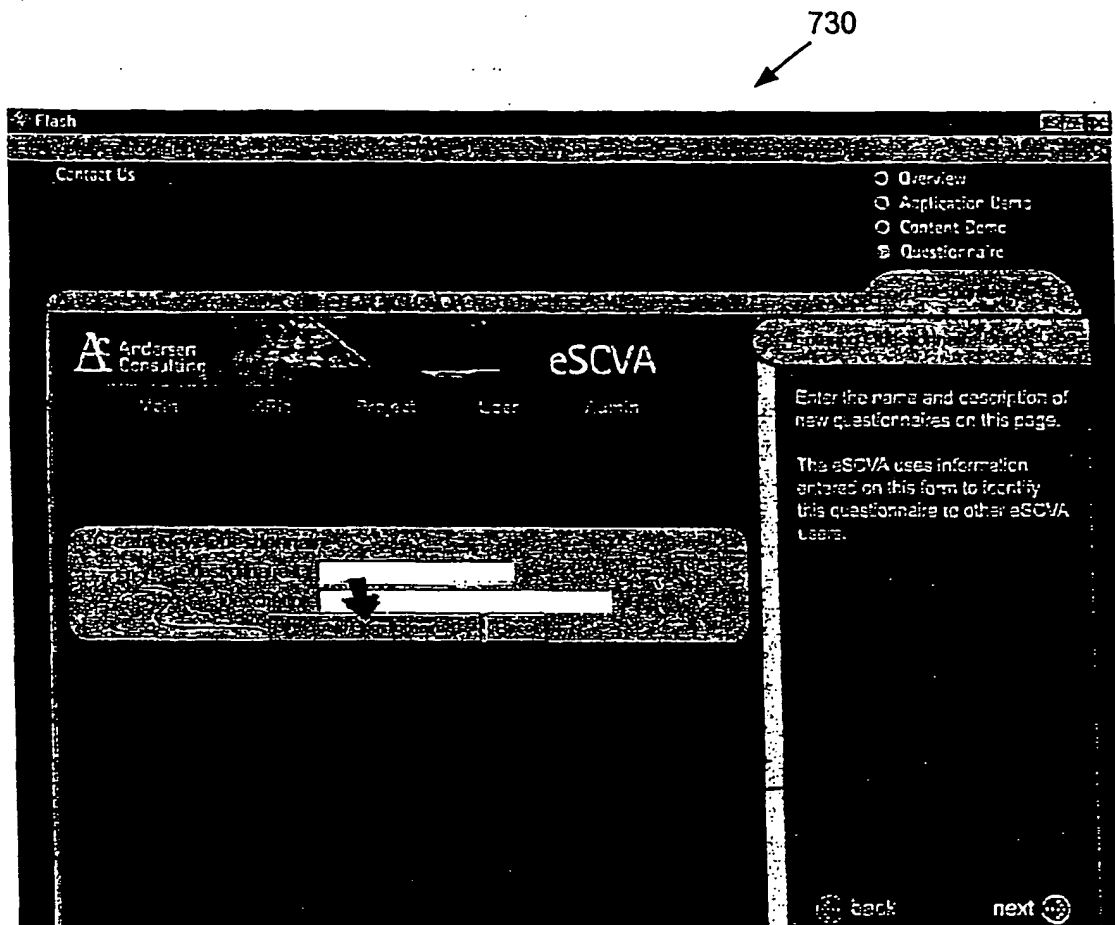 730
Flash
Contact Us
Overview
Application Demo
Content Demo
Questionnaire
Andersen
Consulting
eSCVA
Main KPIs Project User Admin
Enter the name and description of
new questionnaires on this page.
The eSCVA uses information
entered on this form to identify
this questionnaire to other eSCVA
users.
back next